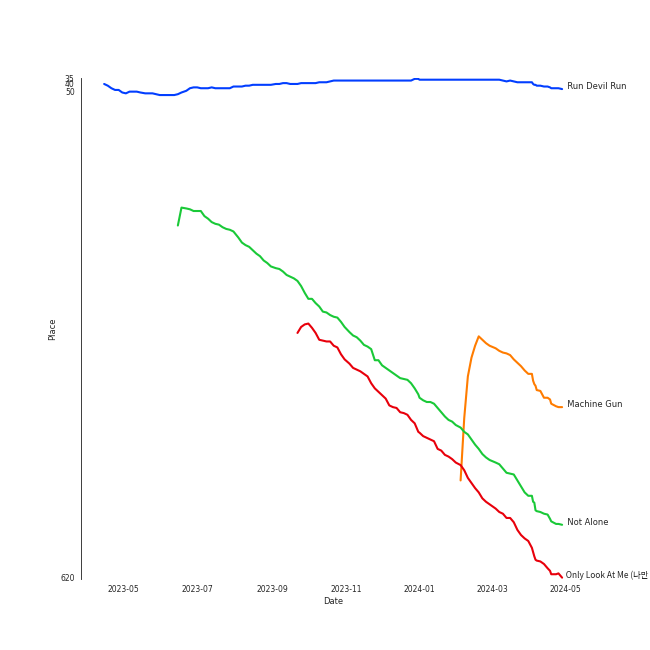 35
40
50
Run Devil Run
Place
Machine Gun
Not Alone
Only Look At Me (나만
620
2023-05 2023-07 2023-09 2023-11 2024-01 2024-03 2024-05
Date